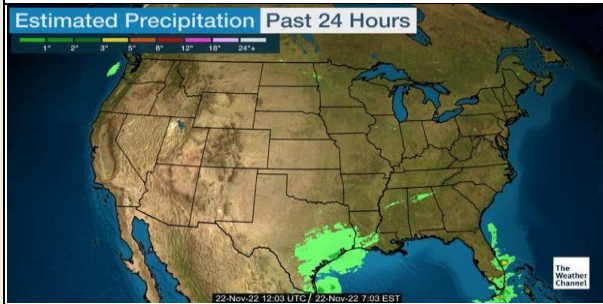 Estimated Precipitation Past 24 Hours
1" 2" 3" 5" 8" 12" 18" 24"+
The
Weather
Channel
22-Nov-22 12:03 UTC / 22-Nov-22 7:03 EST